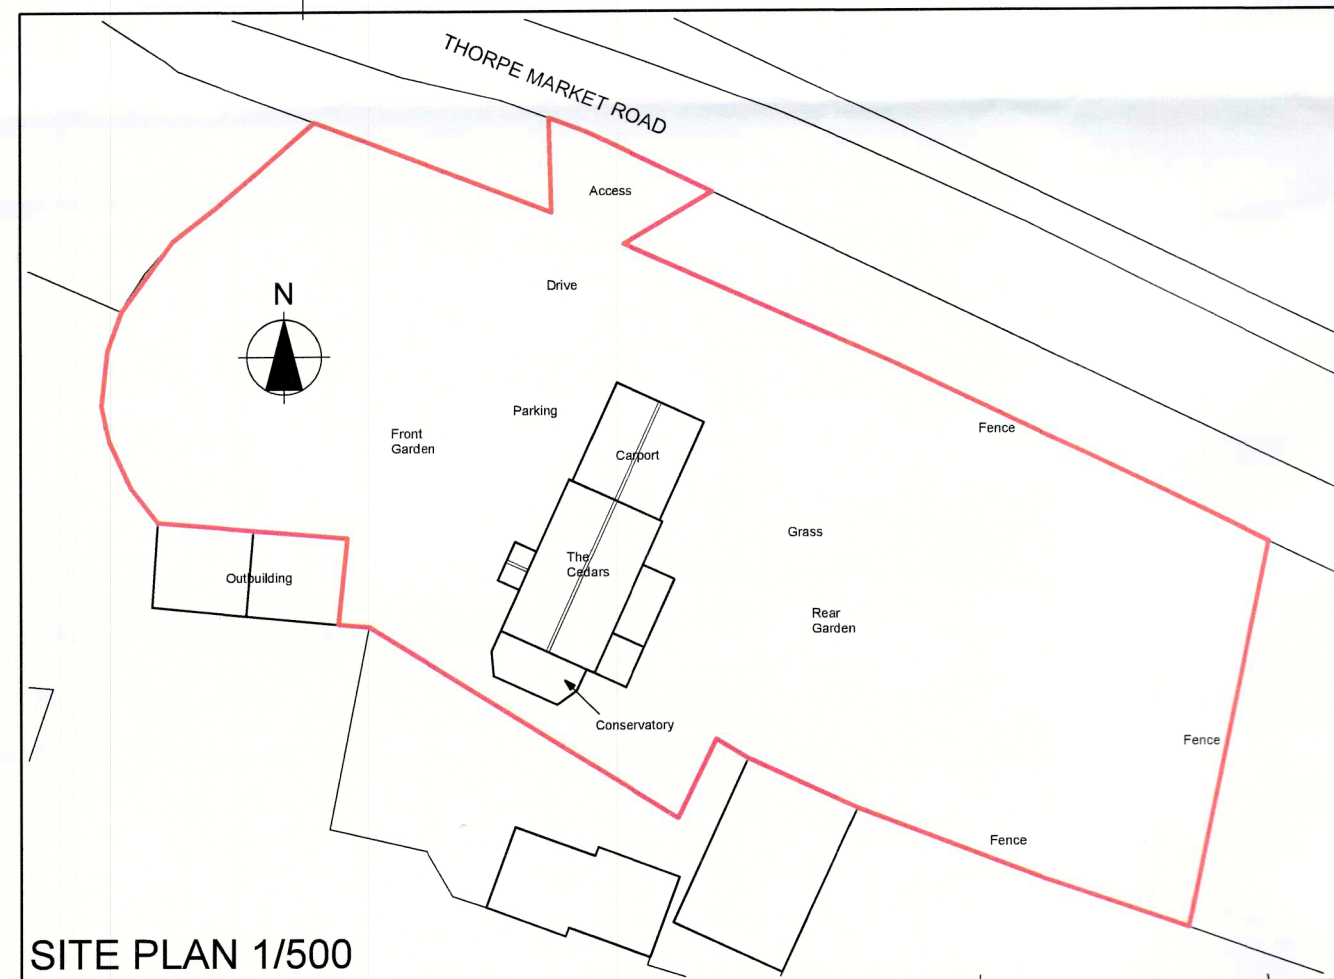 THORPE MARKET ROAD
Access
Drive
N
Parking
Front
Garden
Fence
Carport
Grass
The
Cedars
Outbuilding
Rear
Garden
Conservatory
Fence
Fence
SITE PLAN 1/500